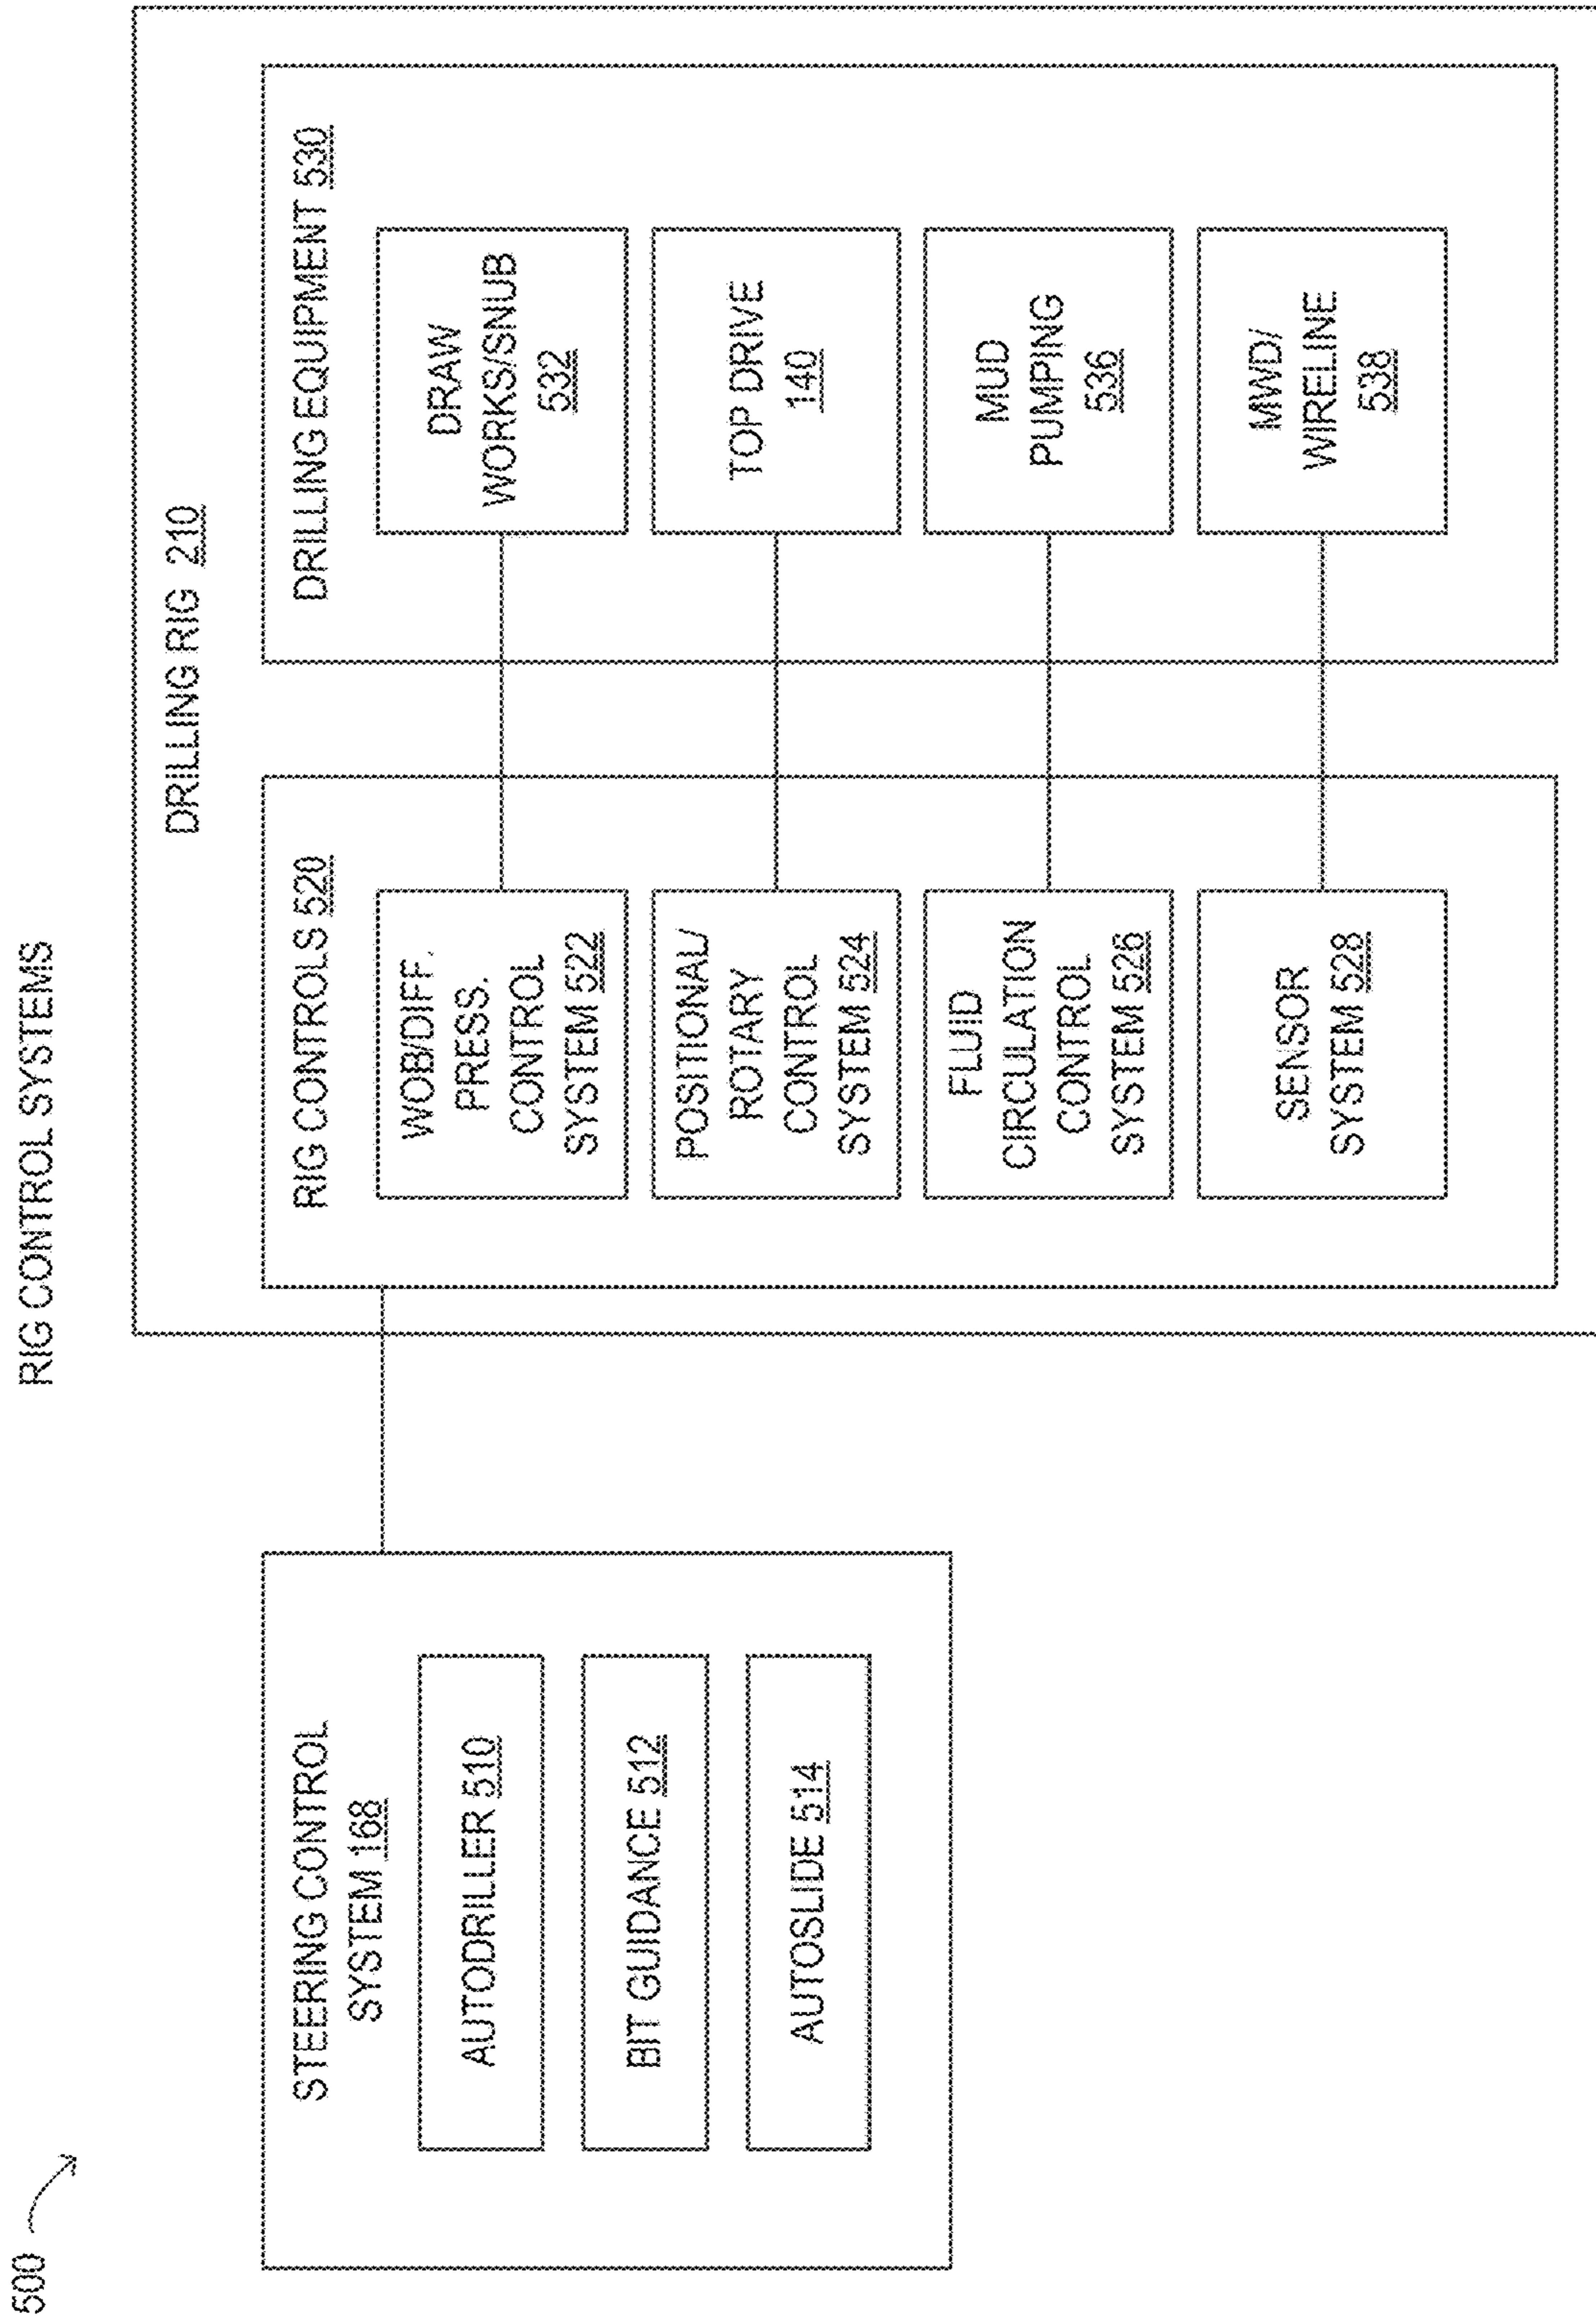 RIG CONTROL SYSTEMS
500
STEERING CONTROL
SYSTEM 168
AUTODRILLER 510
BIT GUIDANCE 512
AUTOSLIDE 514
DRILLING RIG 210
RIG CONTROLS 520
WOB/DIFF.
PRESS.
CONTROL
SYSTEM 522
POSITIONAL/
ROTARY
CONTROL
SYSTEM 524
FLUID
CIRCULATION
CONTROL
SYSTEM 526
SENSOR
SYSTEM 528
DRILLING EQUIPMENT 530
DRAW
WORKS/SNUB
532
TOP DRIVE
140
MUD
PUMPING
536
MWD/
WIRELINE
538